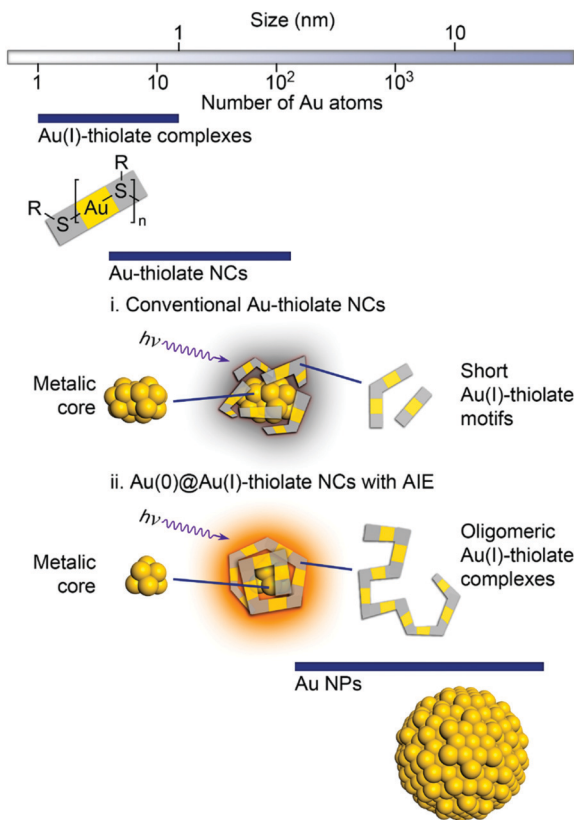 Size (nm)
1 10
1 10 10² 10³
Number of Au atoms
Au(I)-thiolate complexes
R
R
S
Au
S
n
Au-thiolate NCs
i. Conventional Au-thiolate NCs
hν
Metalic
core
Short
Au(I)-thiolate
motifs
ii. Au(0)@Au(I)-thiolate NCs with AIE
hν
Metalic
core
Oligomeric
Au(I)-thiolate
complexes
Au NPs